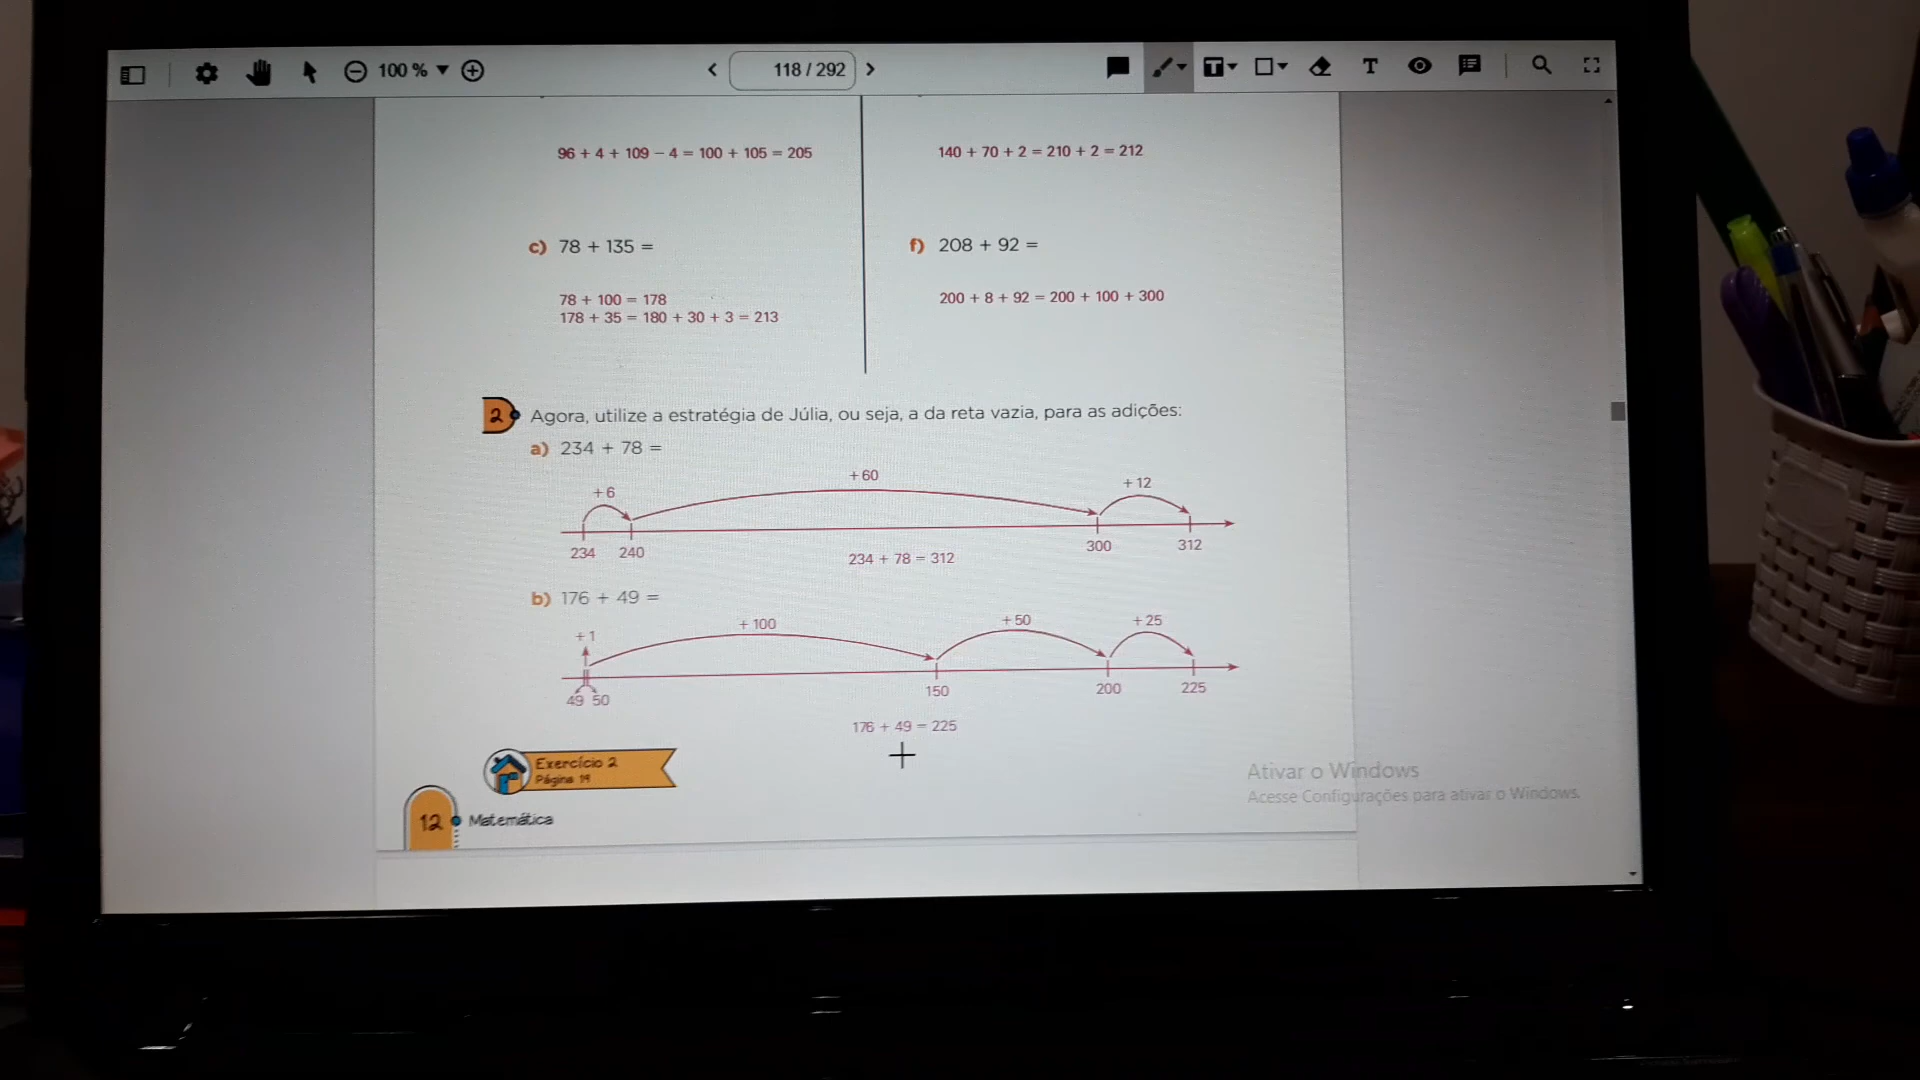 100 %
118 / 292
96 + 4 + 109 − 4 = 100 + 105 = 205
140 + 70 + 2 = 210 + 2 = 212
c) 78 + 135 =
f) 208 + 92 =
78 + 100 = 178
178 + 35 = 180 + 30 + 3 = 213
200 + 8 + 92 = 200 + 100 + 300
2 Agora, utilize a estratégia de Júlia, ou seja, a da reta vazia, para as adições:
a) 234 + 78 =
+6 +60 +12
234 240 300 312
234 + 78 = 312
b) 176 + 49 =
+1 +100 +50 +25
49 50 150 200 225
176 + 49 = 225
Exercício 2
Página 19
12 Matemática
Ativar o Windows
Acesse Configurações para ativar o Windows.